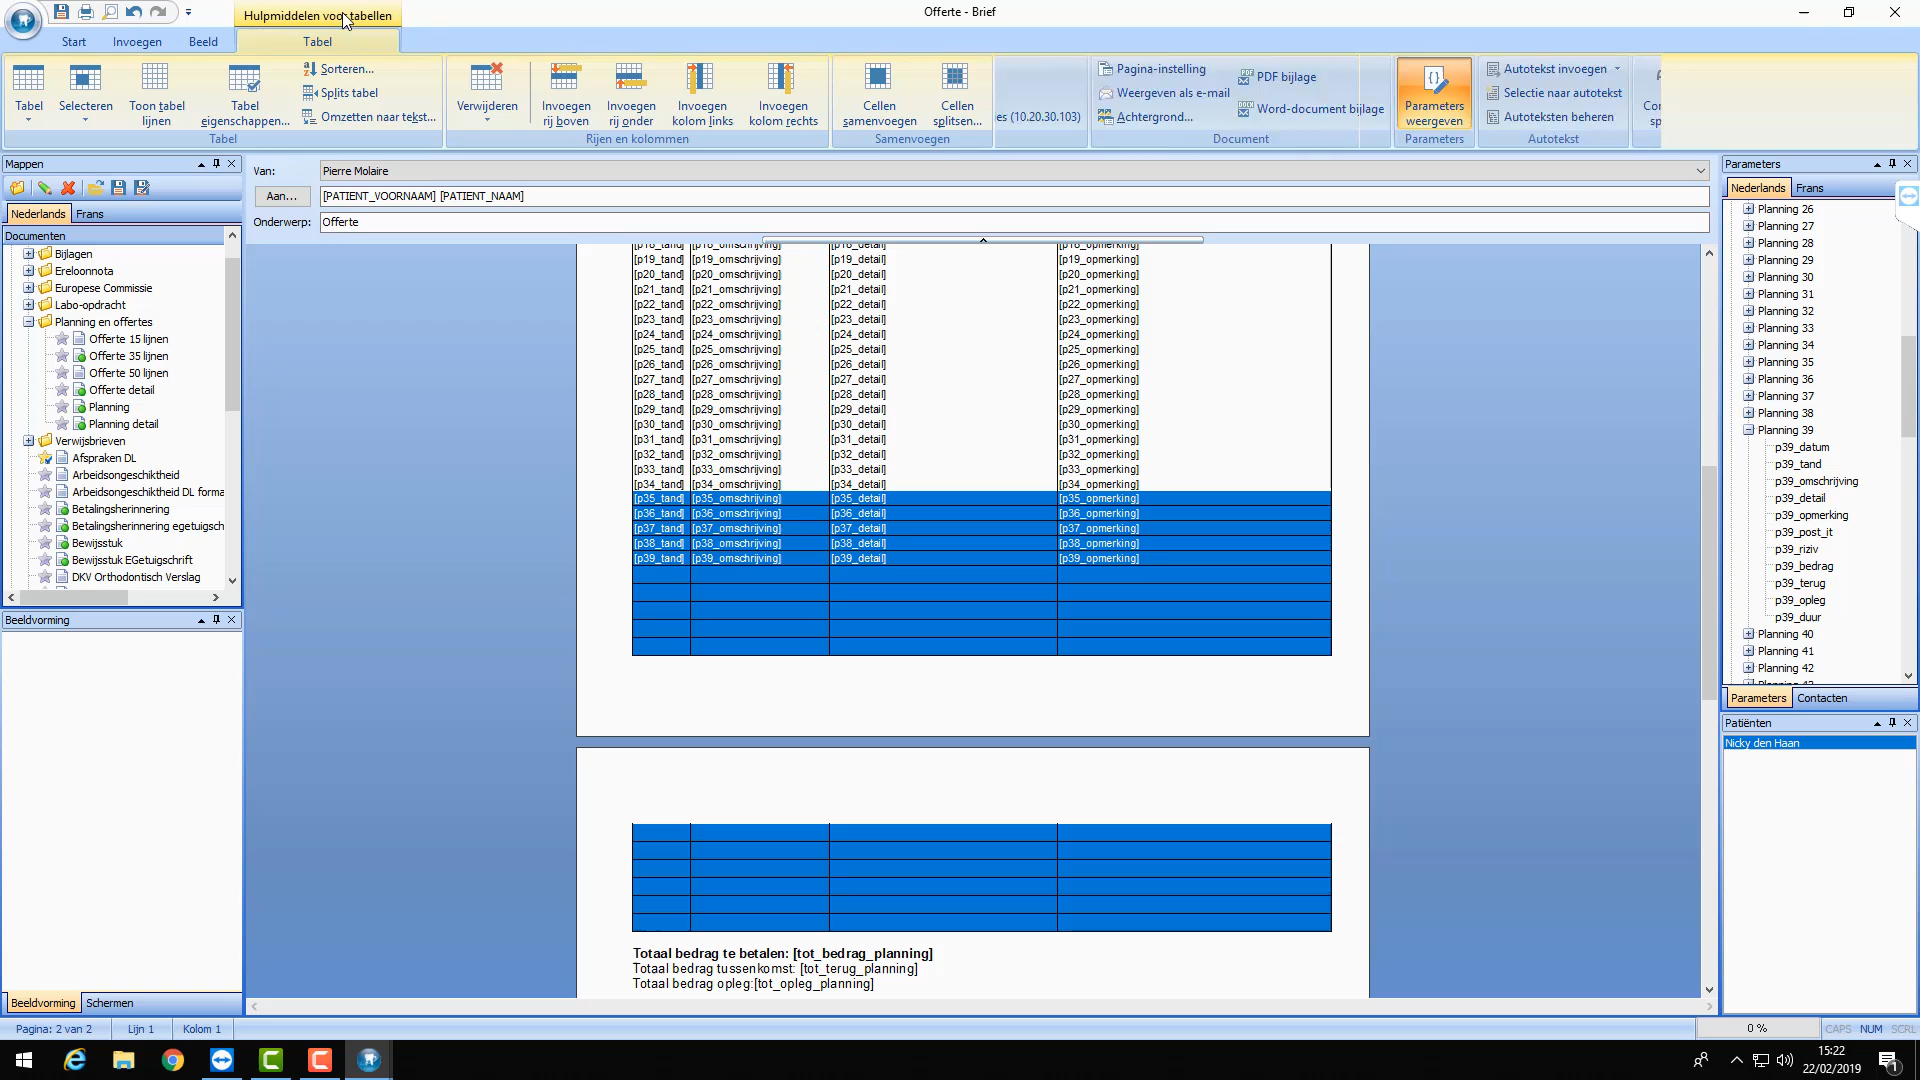 Hulpmiddelen voor tabellen
Offerte - Brief
Start Invoegen Beeld Tabel
Tabel
Selecteren
Toon tabel lijnen
Tabel eigenschappen...
Sorteren...
Splits tabel
Omzetten naar tekst...
Tabel
Verwijderen
Invoegen rij boven
Invoegen rij onder
Invoegen kolom links
Invoegen kolom rechts
Rijen en kolommen
Cellen samenvoegen
Cellen splitsen...
Samenvoegen
es (10.20.30.103)
Pagina-instelling
Weergeven als e-mail
Achtergrond...
PDF bijlage
Word-document bijlage
Document
Parameters weergeven
Parameters
Autotekst invoegen
Selectie naar autotekst
Autoteksten beheren
Autotekst
Mappen
Nederlands Frans
Documenten
Bijlagen
Ereloonnota
Europese Commissie
Labo-opdracht
Planning en offertes
Offerte 15 lijnen
Offerte 35 lijnen
Offerte 50 lijnen
Offerte detail
Planning
Planning detail
Verwijsbrieven
Afspraken DL
Arbeidsongeschiktheid
Arbeidsongeschiktheid DL forma
Betalingsherinnering
Betalingsherinnering egetuigsch
Bewijsstuk
Bewijsstuk EGetuigschrift
DKV Orthodontisch Verslag
Beeldvorming
Beeldvorming Schermen
Van: Pierre Molaire
Aan... [PATIENT_VOORNAAM] [PATIENT_NAAM]
Onderwerp: Offerte
[p18_tand] [p18_omschrijving] [p18_detail] [p18_opmerking]
[p19_tand] [p19_omschrijving] [p19_detail] [p19_opmerking]
[p20_tand] [p20_omschrijving] [p20_detail] [p20_opmerking]
[p21_tand] [p21_omschrijving] [p21_detail] [p21_opmerking]
[p22_tand] [p22_omschrijving] [p22_detail] [p22_opmerking]
[p23_tand] [p23_omschrijving] [p23_detail] [p23_opmerking]
[p24_tand] [p24_omschrijving] [p24_detail] [p24_opmerking]
[p25_tand] [p25_omschrijving] [p25_detail] [p25_opmerking]
[p26_tand] [p26_omschrijving] [p26_detail] [p26_opmerking]
[p27_tand] [p27_omschrijving] [p27_detail] [p27_opmerking]
[p28_tand] [p28_omschrijving] [p28_detail] [p28_opmerking]
[p29_tand] [p29_omschrijving] [p29_detail] [p29_opmerking]
[p30_tand] [p30_omschrijving] [p30_detail] [p30_opmerking]
[p31_tand] [p31_omschrijving] [p31_detail] [p31_opmerking]
[p32_tand] [p32_omschrijving] [p32_detail] [p32_opmerking]
[p33_tand] [p33_omschrijving] [p33_detail] [p33_opmerking]
[p34_tand] [p34_omschrijving] [p34_detail] [p34_opmerking]
[p35_tand] [p35_omschrijving] [p35_detail] [p35_opmerking]
[p36_tand] [p36_omschrijving] [p36_detail] [p36_opmerking]
[p37_tand] [p37_omschrijving] [p37_detail] [p37_opmerking]
[p38_tand] [p38_omschrijving] [p38_detail] [p38_opmerking]
[p39_tand] [p39_omschrijving] [p39_detail] [p39_opmerking]
Totaal bedrag te betalen: [tot_bedrag_planning]
Totaal bedrag tussenkomst: [tot_terug_planning]
Totaal bedrag opleg:[tot_opleg_planning]
Parameters
Nederlands Frans
Planning 26
Planning 27
Planning 28
Planning 29
Planning 30
Planning 31
Planning 32
Planning 33
Planning 34
Planning 35
Planning 36
Planning 37
Planning 38
Planning 39
p39_datum
p39_tand
p39_omschrijving
p39_detail
p39_opmerking
p39_post_it
p39_riziv
p39_bedrag
p39_terug
p39_opleg
p39_duur
Planning 40
Planning 41
Planning 42
Parameters Contacten
Patiënten
Nicky den Haan
Pagina: 2 van 2 Lijn 1 Kolom 1
0 % CAPS NUM SCRL
15:22
22/02/2019
1